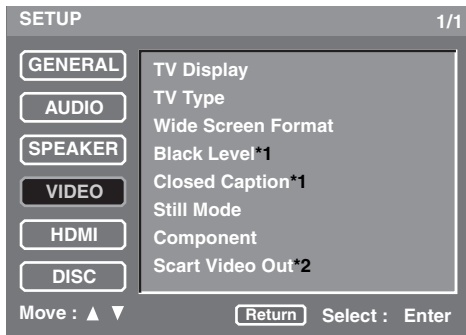 SETUP 1/1
GENERAL
AUDIO
SPEAKER
VIDEO
HDMI
DISC
TV Display
TV Type
Wide Screen Format
Black Level*1
Closed Caption*1
Still Mode
Component
Scart Video Out*2
Move : ▲ ▼ Return Select : Enter